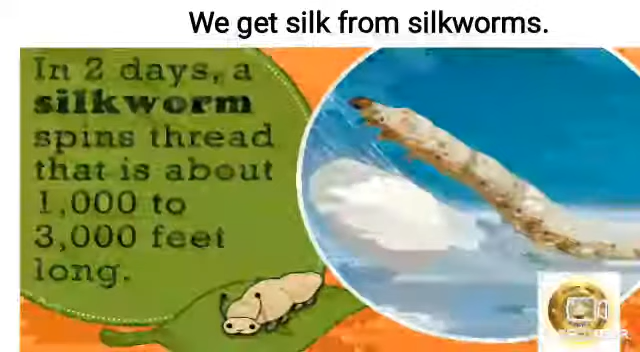 We get silk from silkworms.
In 2 days, a
silkworm
spins thread
that is about
1,000 to
3,000 feet
long.